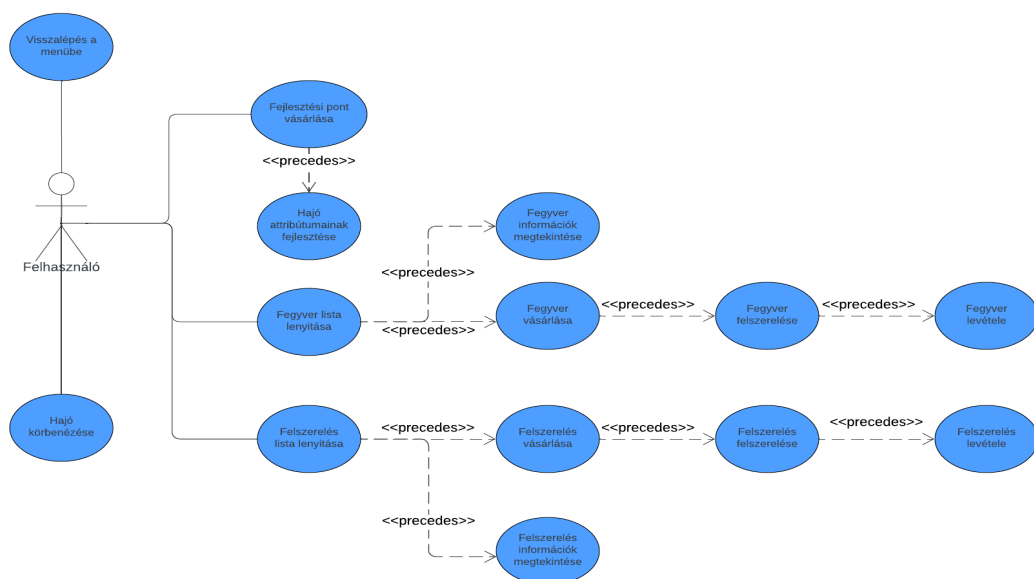 Visszalépés a
menübe
Fejlesztési pont
vásárlása
<<precedes>>
Hajó
attribútumainak
fejlesztése
Fegyver
információk
megtekintése
Felhasználó
<<precedes>>
Fegyver lista
lenyitása
<<precedes>>
Fegyver
vásárlása
<<precedes>>
Fegyver
felszerelése
<<precedes>>
Fegyver
levétele
Hajó
körbenézése
Felszerelés
lista lenyitása
<<precedes>>
Felszerelés
vásárlása
<<precedes>>
Felszerelés
felszerelése
<<precedes>>
Felszerelés
levétele
<<precedes>>
Felszerelés
információk
megtekintése